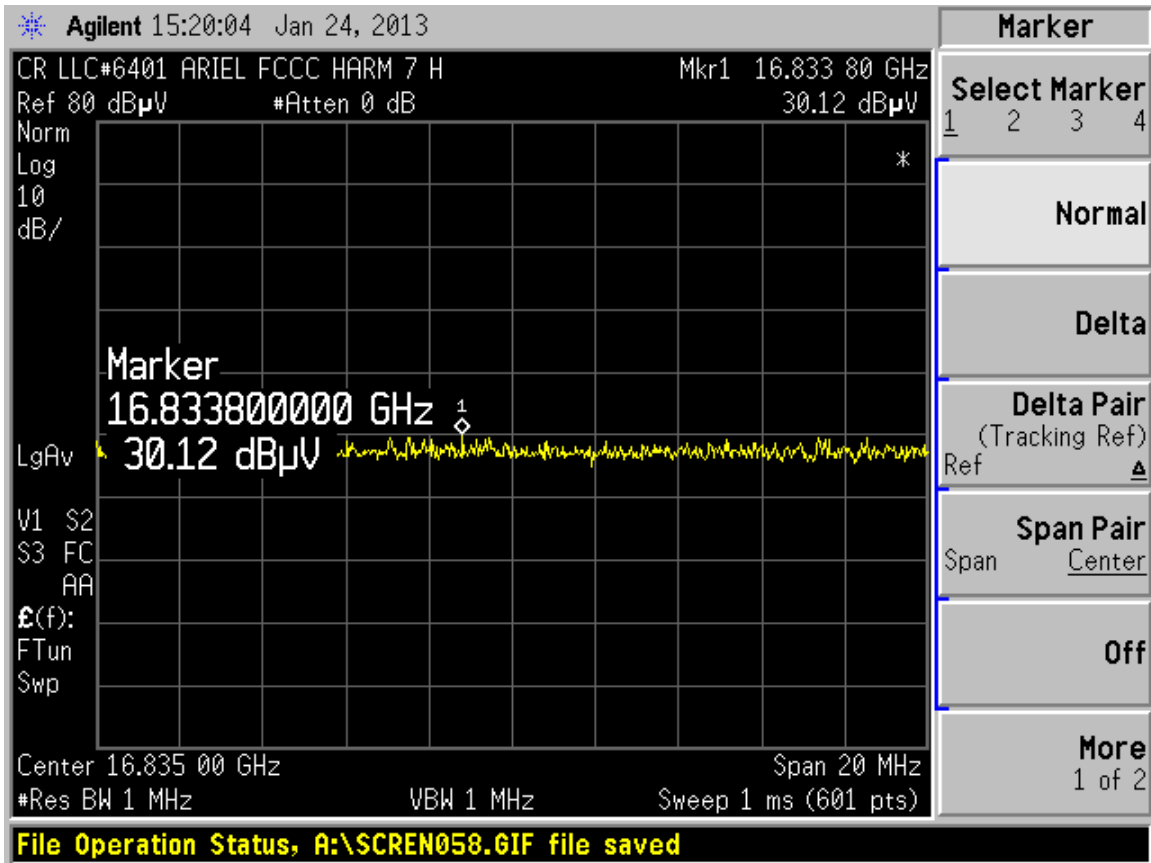 Agilent 15:20:04 Jan 24, 2013
Marker
CR LLC#6401 ARIEL FCCC HARM 7 H
Mkr1 16.833 80 GHz
Ref 80 dBµV
#Atten 0 dB
30.12 dBµV
Norm
Log
10
dB/
*
Marker
16.833800000 GHz
30.12 dBµV
1
LgAv
V1 S2
S3 FC
AA
£(f):
FTun
Swp
Center 16.835 00 GHz
Span 20 MHz
#Res BW 1 MHz
VBW 1 MHz
Sweep 1 ms (601 pts)
Select Marker
1 2 3 4
Normal
Delta
Delta Pair
(Tracking Ref)
Ref Δ
Span Pair
Span Center
Off
More
1 of 2
File Operation Status, A:\SCREN058.GIF file saved